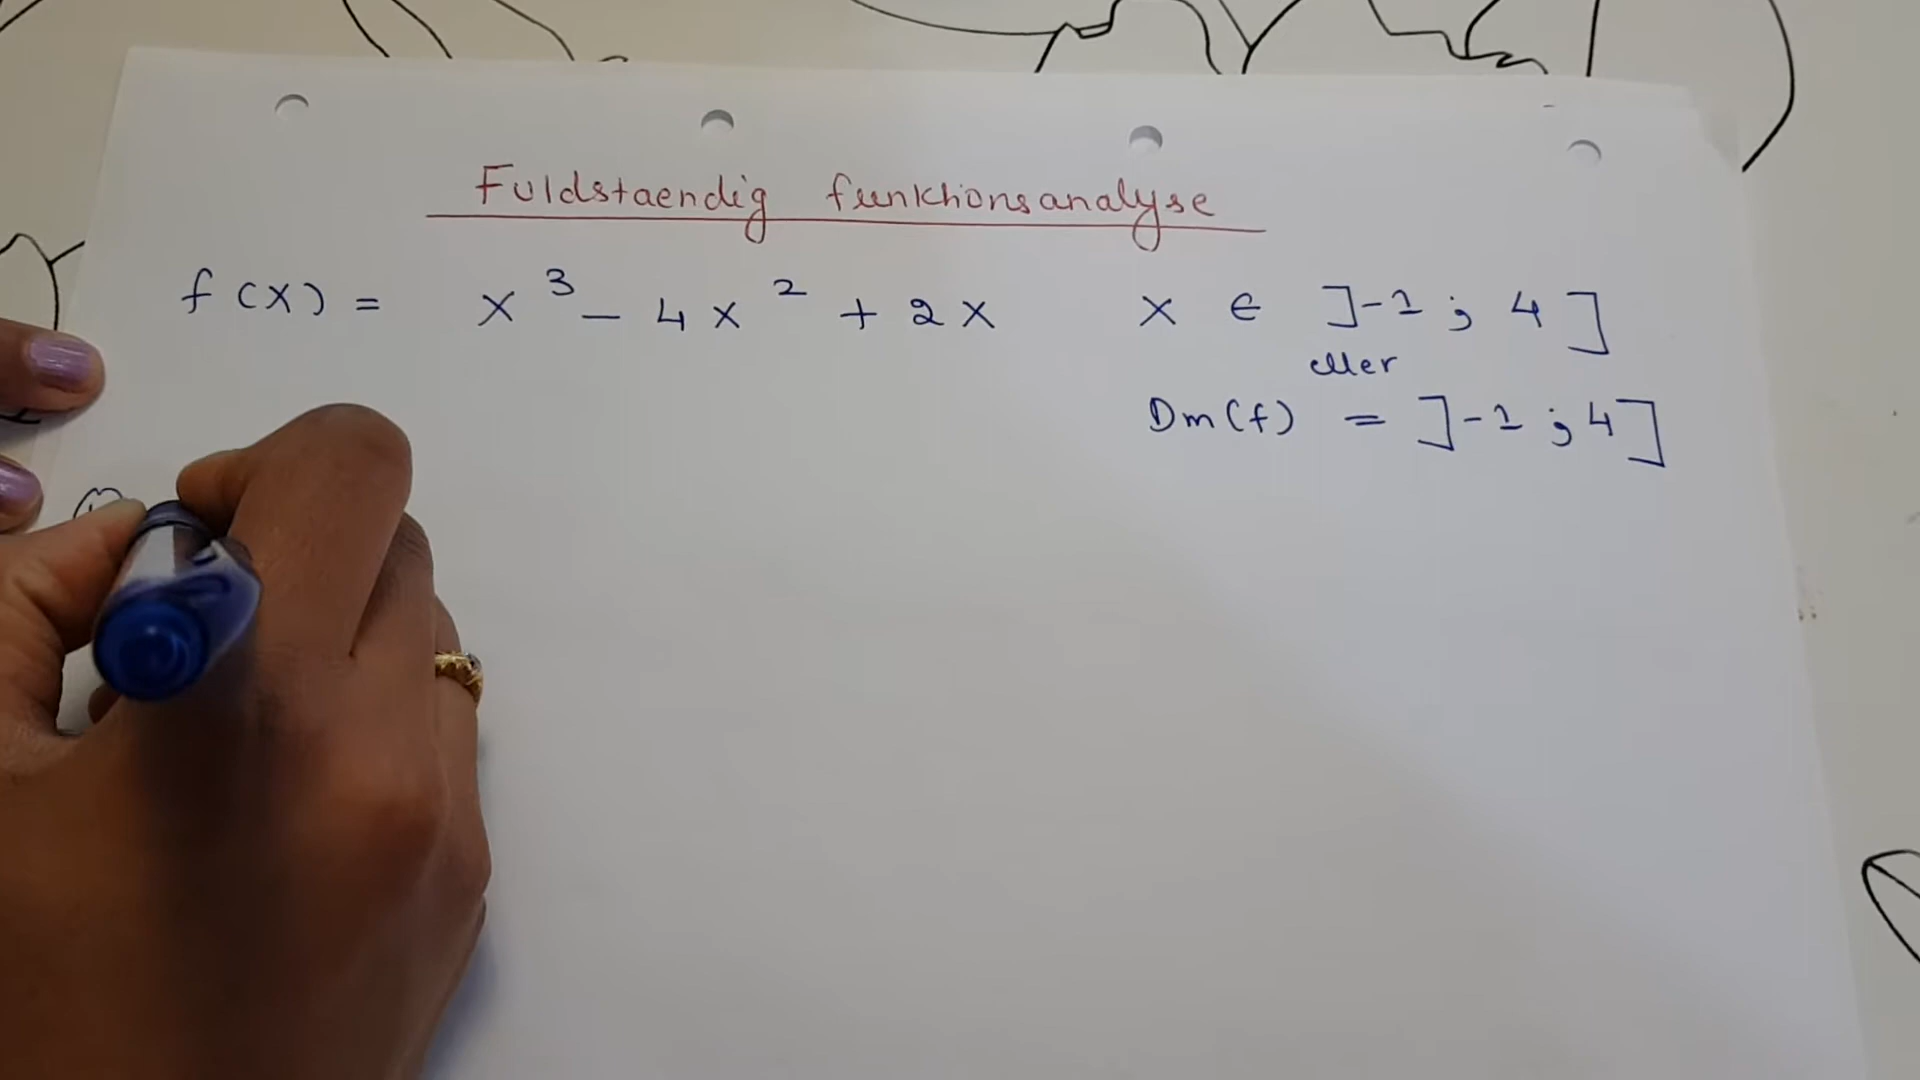 Fuldstaendig funktionsanalyse
f(x) = x³ - 4x² + 2x x ∈ ]-1 ; 4]
eller
Dm(f) = ]-1 ; 4]